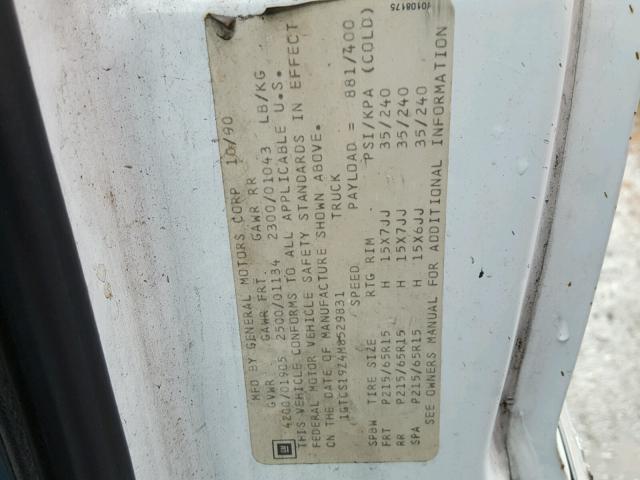 MFD BY GENERAL MOTORS CORP 10/90
GVWR GAWR FRT. GAWR RR
4200/01905 2500/01134 2300/01043 LB/KG
THIS VEHICLE CONFORMS TO ALL APPLICABLE U.S.
FEDERAL MOTOR VEHICLE SAFETY STANDARDS IN EFFECT
ON THE DATE OF MANUFACTURE SHOWN ABOVE.
1GTCS19Z4M8529831 TRUCK
PAYLOAD = 881/400
SPEED
SPBW TIRE SIZE RTG RIM PSI/KPA (COLD)
FRT P215/65R15 H 15X7JJ 35/240
RR P215/65R15 H 15X7JJ 35/240
SPA P215/65R15 H 15X6JJ 35/240
SEE OWNERS MANUAL FOR ADDITIONAL INFORMATION
GM
10108175